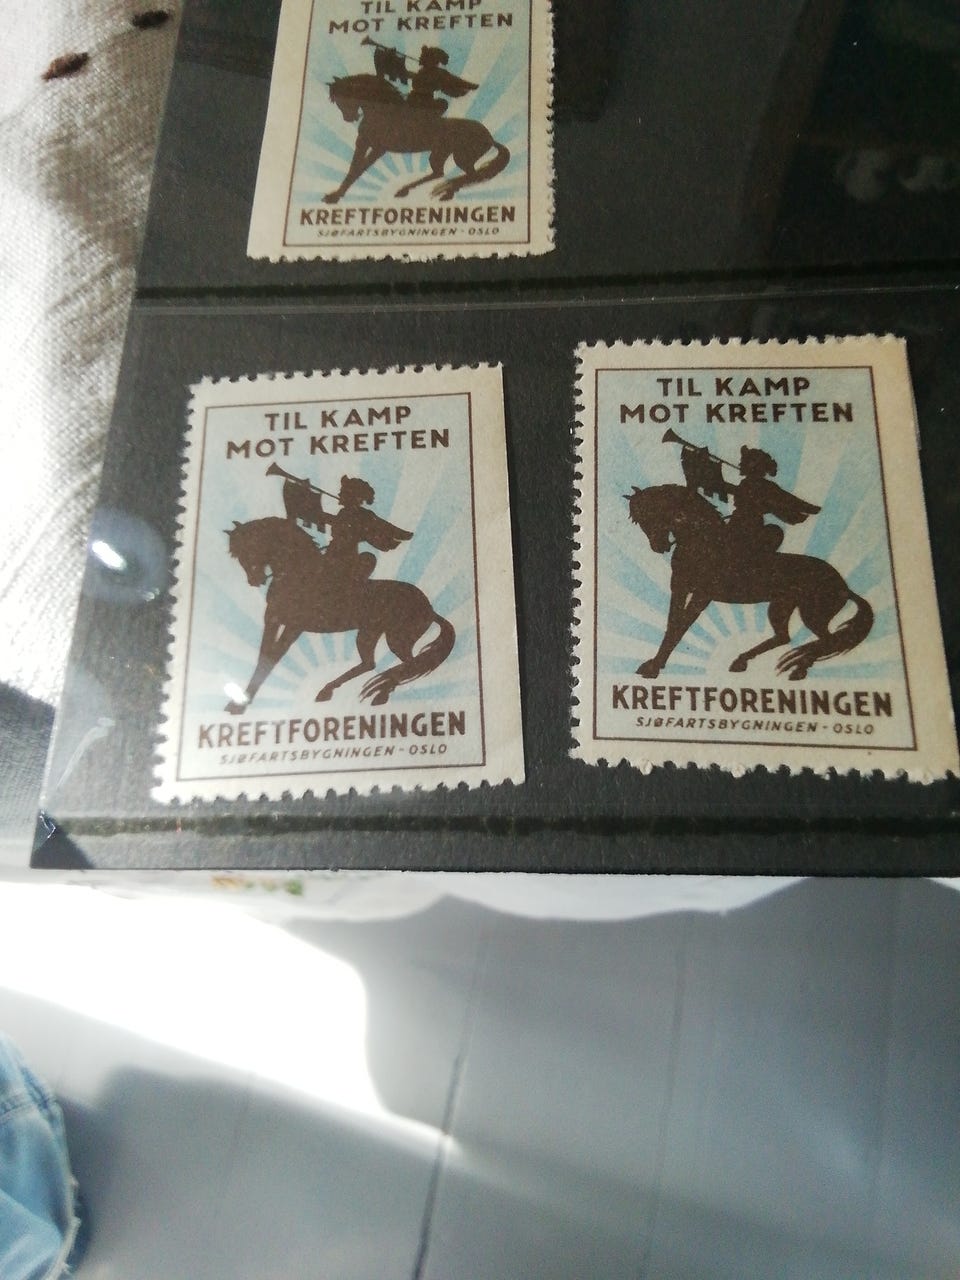 TIL KAMP
MOT KREFTEN
KREFTFORENINGEN
SJØFARTSBYGNINGEN - OSLO
TIL KAMP
MOT KREFTEN
KREFTFORENINGEN
SJØFARTSBYGNINGEN - OSLO
TIL KAMP
MOT KREFTEN
KREFTFORENINGEN
SJØFARTSBYGNINGEN - OSLO